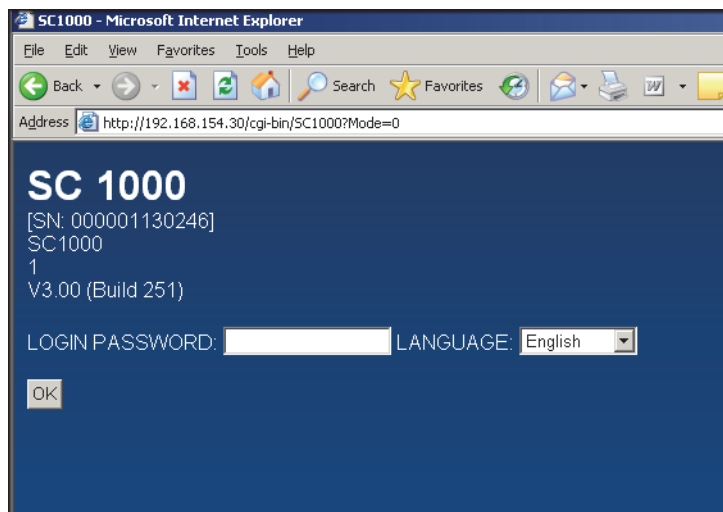 SC1000 - Microsoft Internet Explorer
File Edit View Favorites Tools Help
Back Search Favorites W
Address http://192.168.154.30/cgi-bin/SC1000?Mode=0
SC 1000
[SN: 000001130246]
SC1000
1
V3.00 (Build 251)
LOGIN PASSWORD: LANGUAGE: English
OK